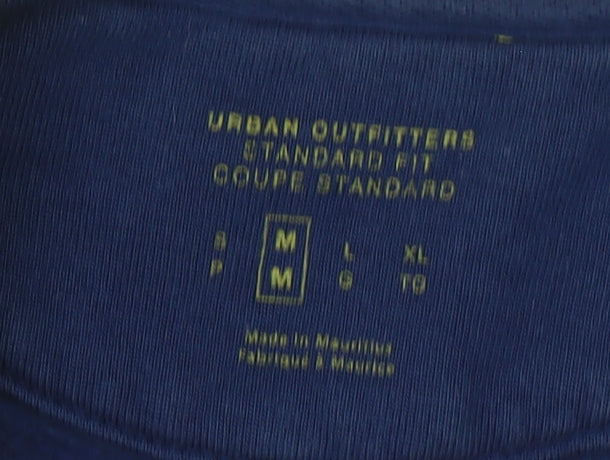 URBAN OUTFITTERS
STANDARD FIT
COUPE STANDARD
S M L XL
P M G TG
Made in Mauritius
Fabriqué à Maurice